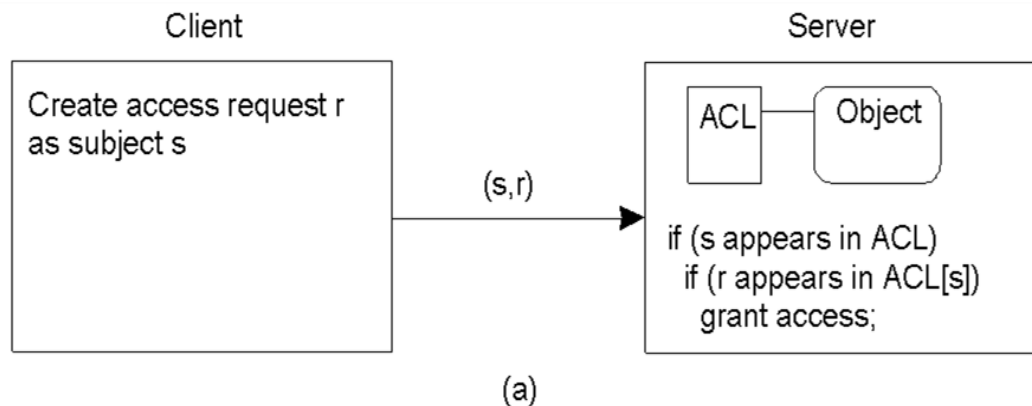 Client
Server
Create access request r
as subject s
(s,r)
ACL
Object
if (s appears in ACL)
if (r appears in ACL[s])
grant access;
(a)